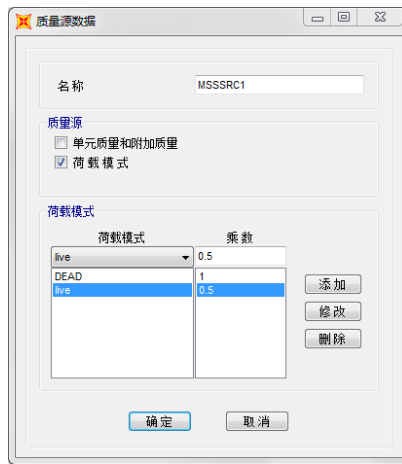 质量源数据
名称 MSSSRC1
质量源
单元质量和附加质量
荷载模式
荷载模式
荷载模式 乘数
live 0.5
DEAD 1
live 0.5
添加
修改
删除
确定 取消